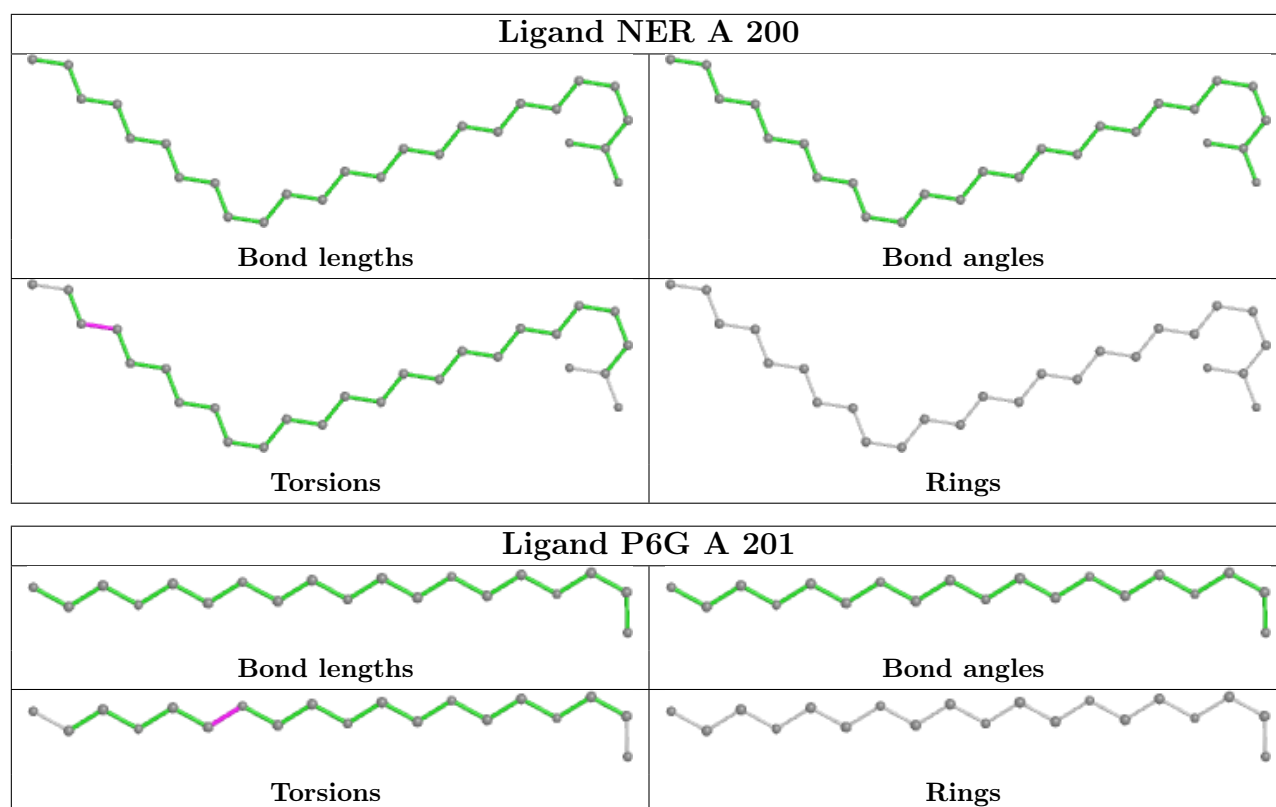 Ligand NER A 200
Bond lengths
Bond angles
Torsions
Rings
Ligand P6G A 201
Bond lengths
Bond angles
Torsions
Rings